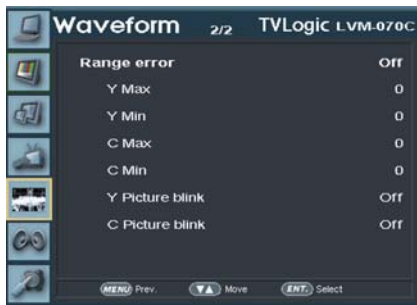 Waveform 2/2 TVLogic LVM-070C
Range error Off
Y Max 0
Y Min 0
C Max 0
C Min 0
Y Picture blink Off
C Picture blink Off
MENU Prev. ▼▲ Move ENT. Select